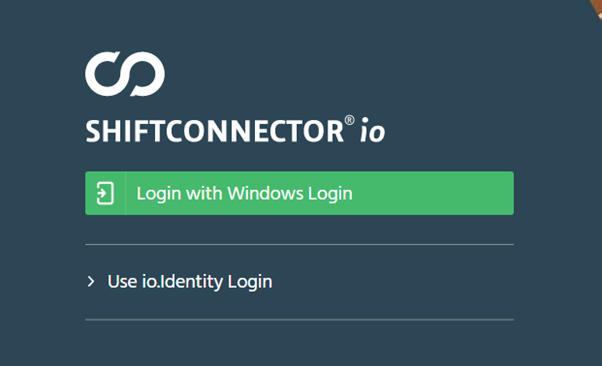 SHIFTCONNECTOR® io
Login with Windows Login
Use io.Identity Login